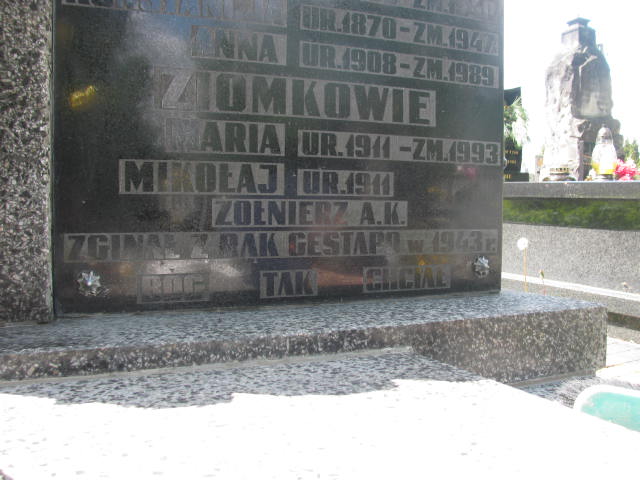 UR.1870-ZM.1947
ANNA UR.1908-ZM.1989
ZIOMKOWIE
MARIA UR.1911-ZM.1993
MIKOŁAJ UR.1911
ŻOŁNIERZ A.K.
ZGINĄŁ Z RĄK GESTAPO w 1943 r.
BÓG TAK CHCIAŁ